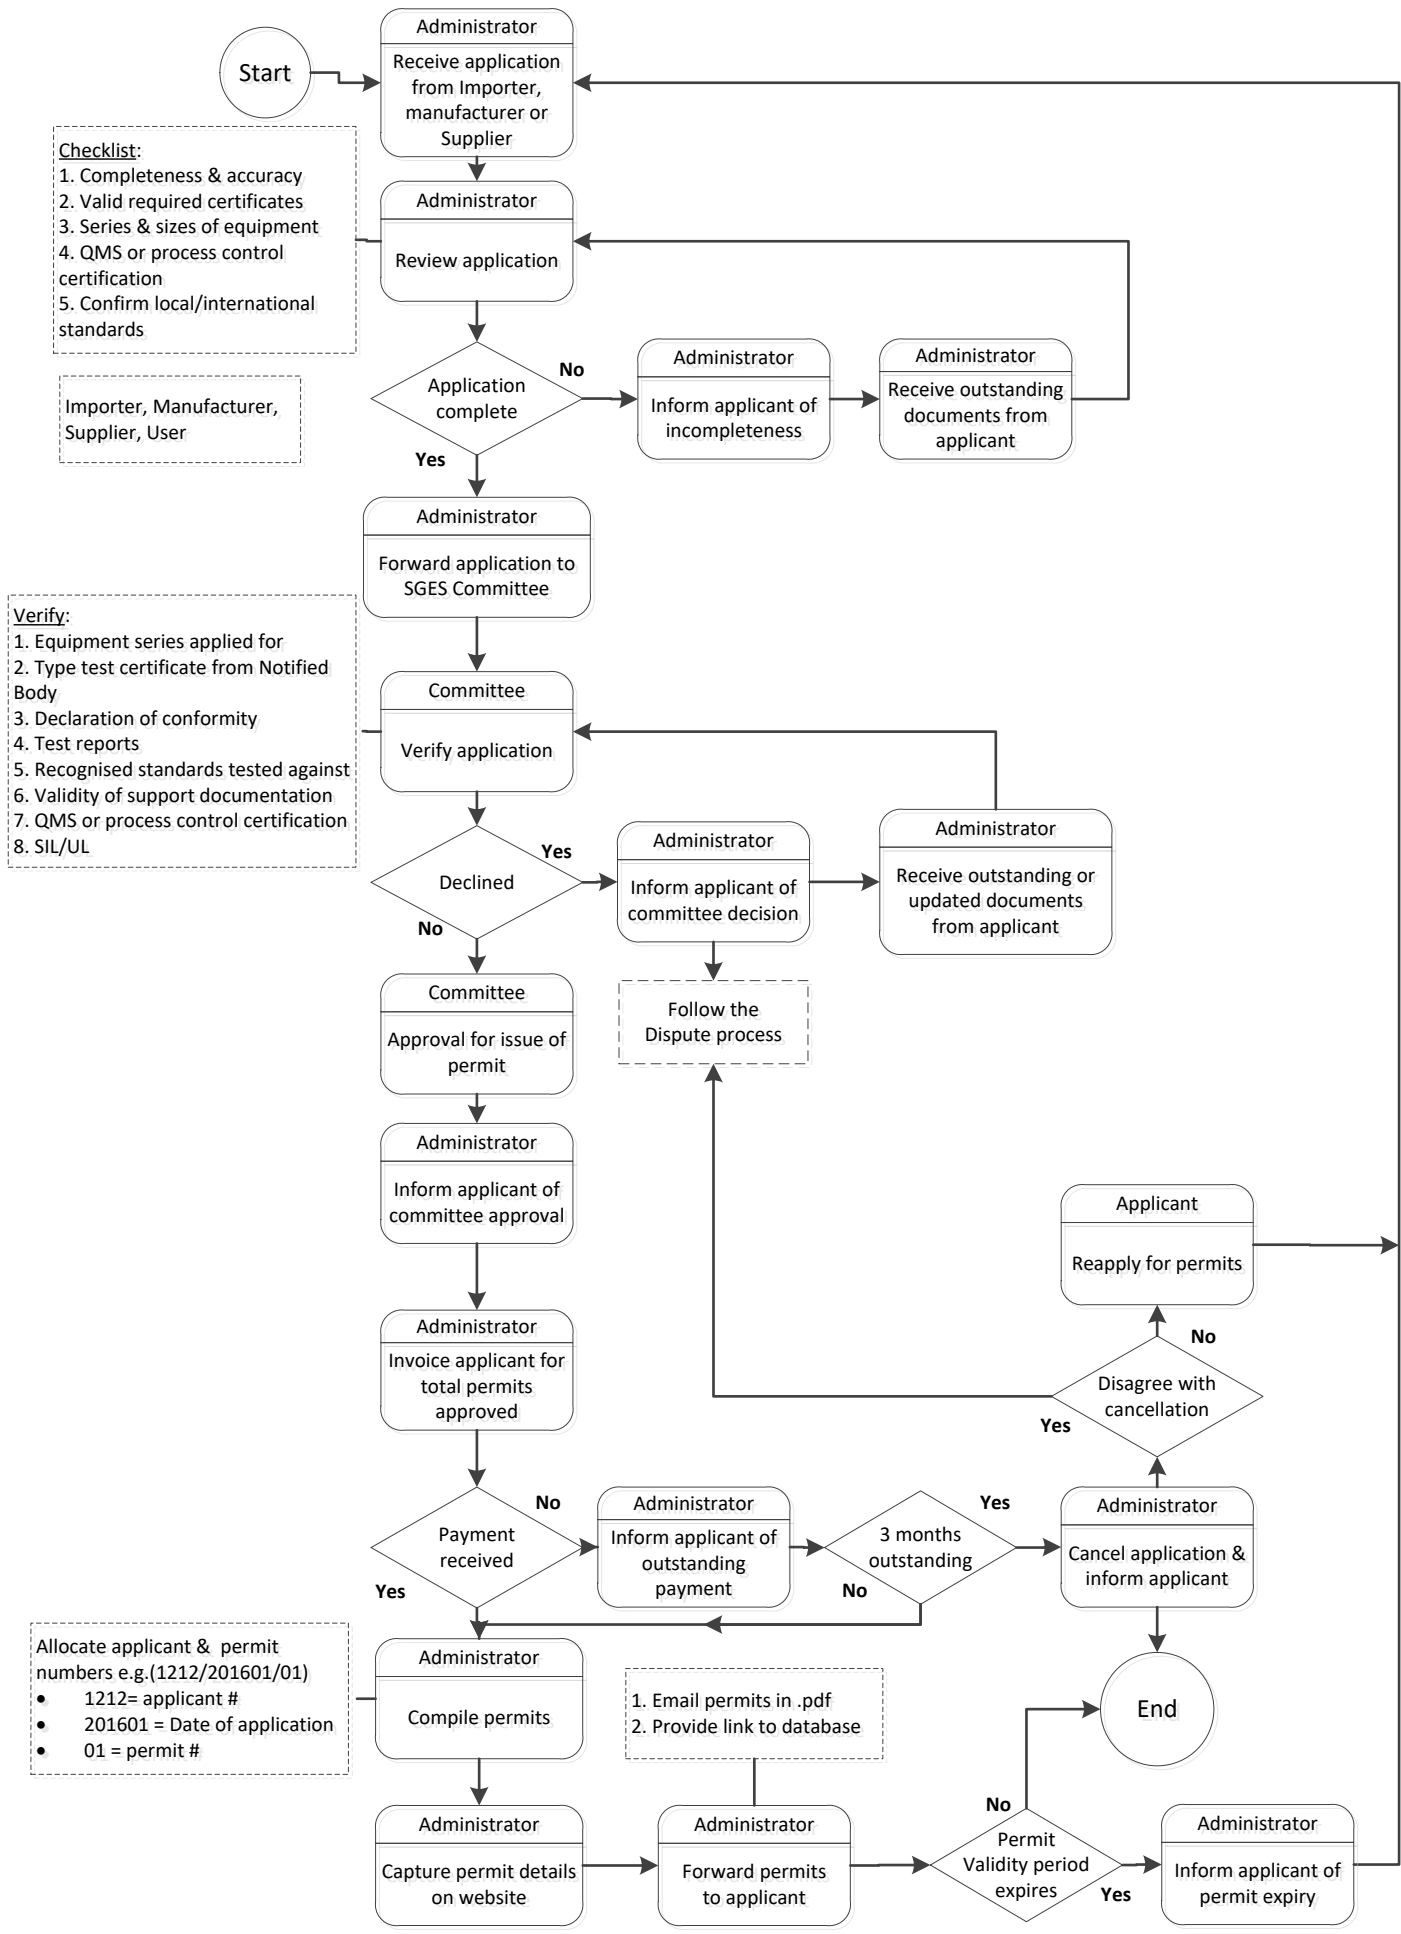 Start
Administrator
Receive application
from Importer,
manufacturer or
Supplier
Checklist:
1. Completeness & accuracy
2. Valid required certificates
3. Series & sizes of equipment
4. QMS or process control
certification
5. Confirm local/international
standards
Administrator
Review application
Importer, Manufacturer,
Supplier, User
Application
complete
No
Yes
Administrator
Inform applicant of
incompleteness
Administrator
Receive outstanding
documents from
applicant
Administrator
Forward application to
SGES Committee
Verify:
1. Equipment series applied for
2. Type test certificate from Notified
Body
3. Declaration of conformity
4. Test reports
5. Recognised standards tested against
6. Validity of support documentation
7. QMS or process control certification
8. SIL/UL
Committee
Verify application
Declined
Yes
No
Administrator
Inform applicant of
committee decision
Administrator
Receive outstanding or
updated documents
from applicant
Committee
Approval for issue of
permit
Follow the
Dispute process
Administrator
Inform applicant of
committee approval
Applicant
Reapply for permits
No
Administrator
Invoice applicant for
total permits
approved
Disagree with
cancellation
Yes
Payment
received
No
Yes
Administrator
Inform applicant of
outstanding
payment
3 months
outstanding
Yes
No
Administrator
Cancel application &
inform applicant
Allocate applicant & permit
numbers e.g.(1212/201601/01)
• 1212= applicant #
• 201601 = Date of application
• 01 = permit #
Administrator
Compile permits
1. Email permits in .pdf
2. Provide link to database
End
Administrator
Capture permit details
on website
Administrator
Forward permits
to applicant
No
Permit
Validity period
expires
Yes
Administrator
Inform applicant of
permit expiry